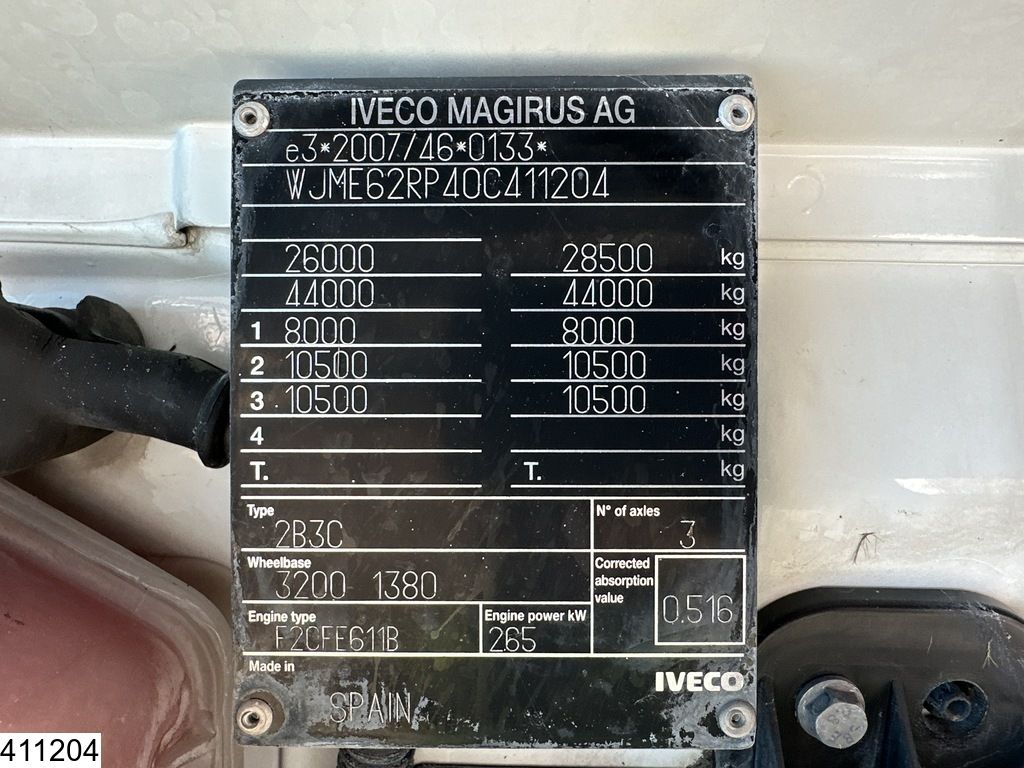 IVECO MAGIRUS AG
e3*2007/46*0133*
WJME62RP40C411204
26000 28500 kg
44000 44000 kg
1 8000 8000 kg
2 10500 10500 kg
3 10500 10500 kg
4 kg
T. T. kg
Type N° of axles
2B3C 3
Wheelbase Corrected absorption value
3200 1380 0.516
Engine type Engine power kW
F2CFE611B 265
Made in
SPAIN IVECO
411204